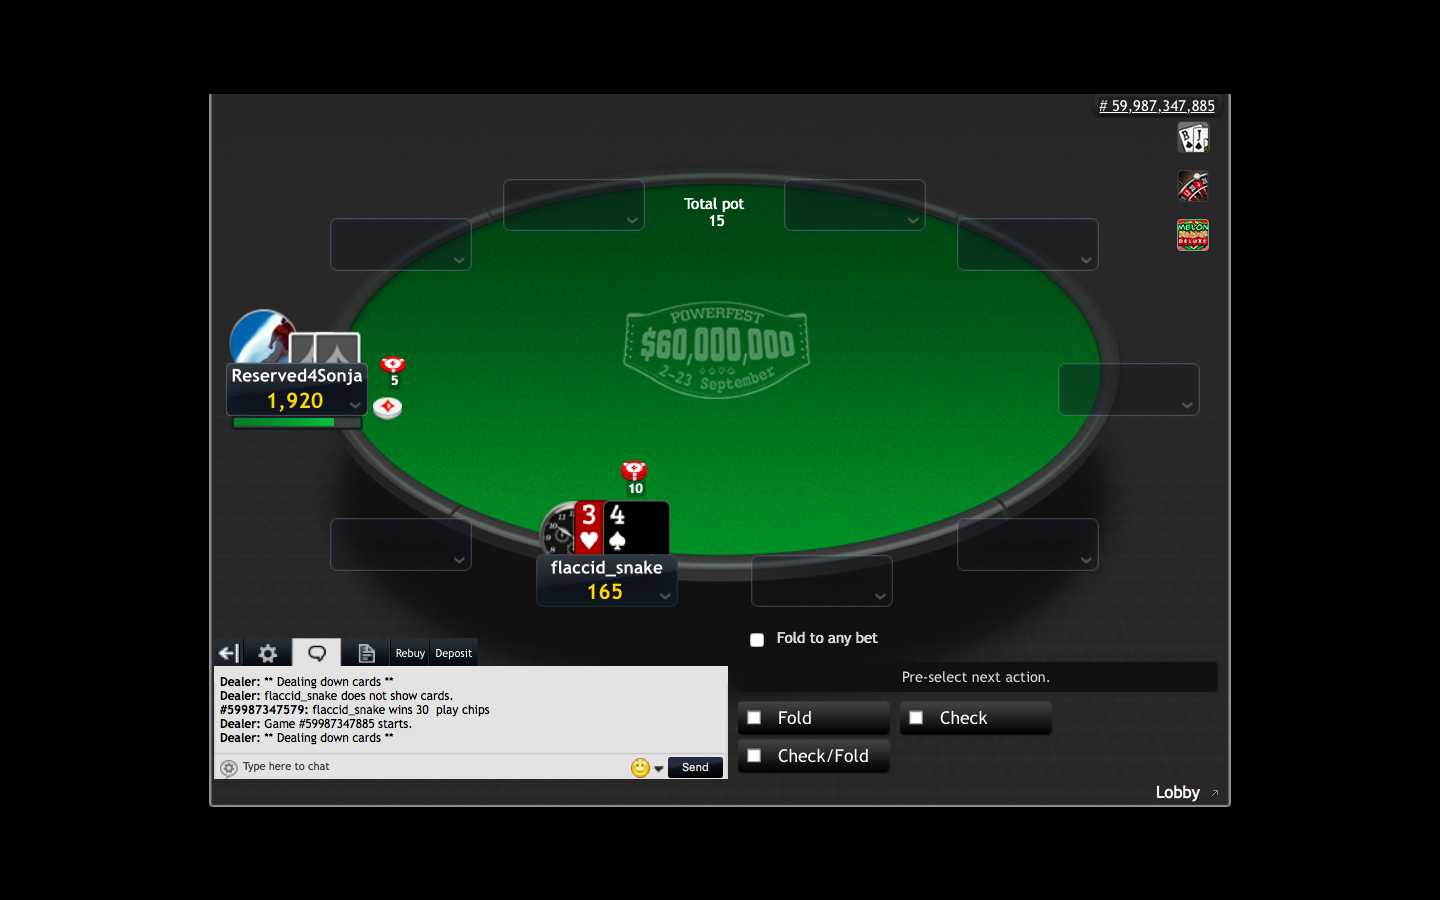 # 59,987,347,885
Total pot
15
POWERFEST
$60,000,000
2-23 September
MELON
DELUXE
B J
Reserved4Sonja
1,920
5
10
3 4
flaccid_snake
165
Fold to any bet
Pre-select next action.
Fold
Check
Check/Fold
Rebuy Deposit
Dealer: ** Dealing down cards **
Dealer: flaccid_snake does not show cards.
#59987347579: flaccid_snake wins 30 play chips
Dealer: Game #59987347885 starts.
Dealer: ** Dealing down cards **
Type here to chat
Send
Lobby